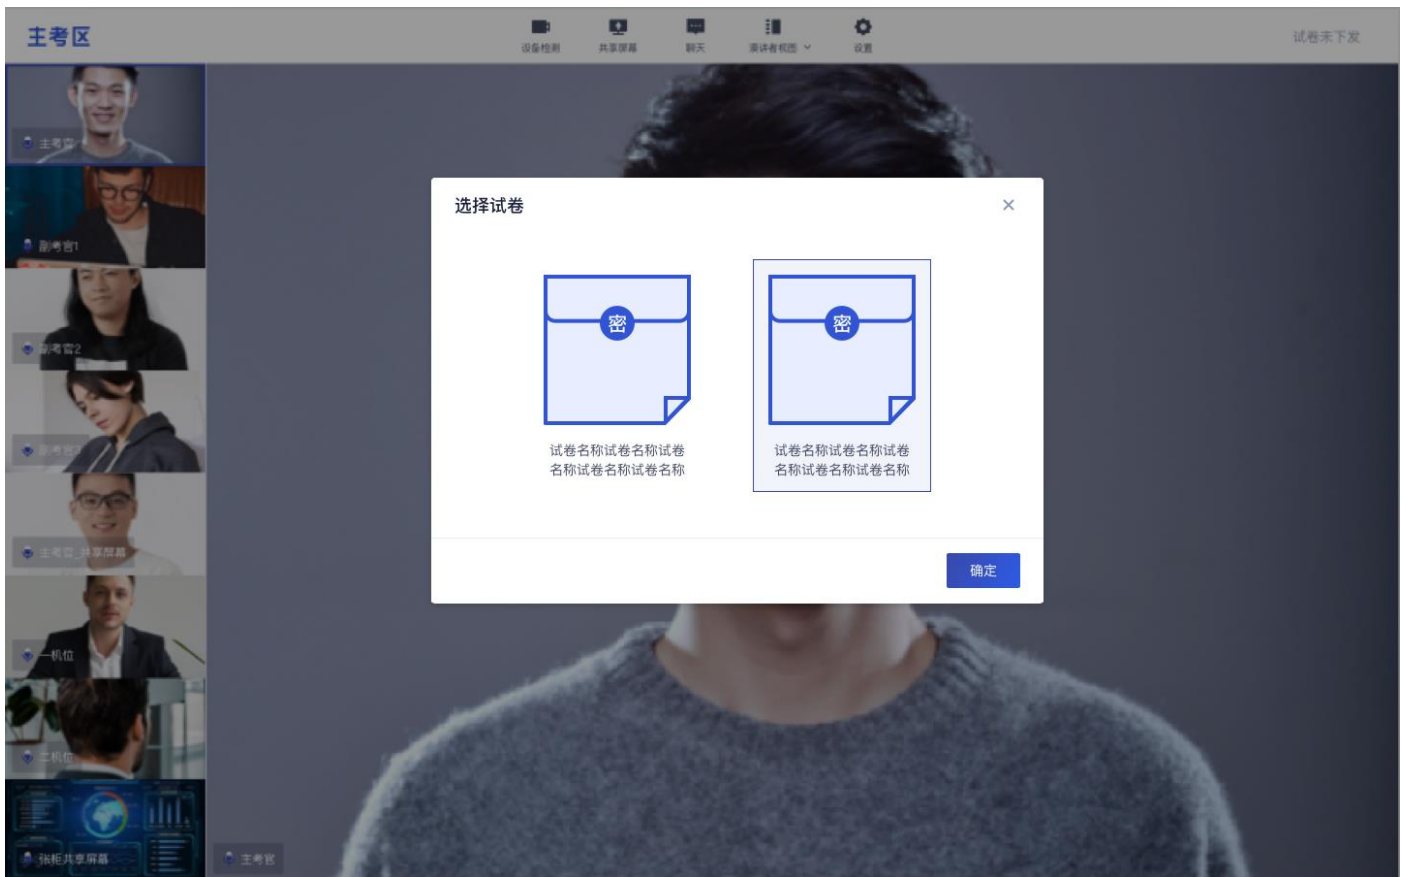 主考区
设备检测
共享屏幕
聊天
演讲者视图
设置
试卷未下发
主考官
副考官1
副考官2
副考官3
主考官_共享屏幕
一机位
二机位
张柜共享屏幕
选择试卷
密
试卷名称试卷名称试卷
名称试卷名称试卷名称
密
试卷名称试卷名称试卷
名称试卷名称试卷名称
确定
主考官